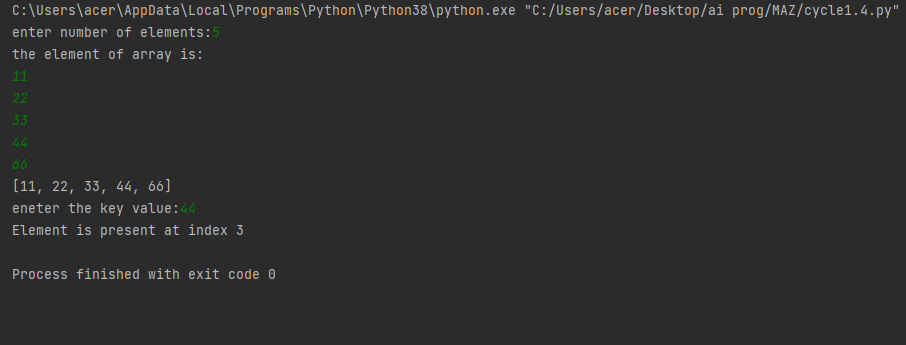 C:\Users\acer\AppData\Local\Programs\Python\Python38\python.exe "C:/Users/acer/Desktop/ai prog/MAZ/cycle1.4.py"
enter number of elements:5
the element of array is:
11
22
33
44
66
[11, 22, 33, 44, 66]
eneter the key value:44
Element is present at index 3
Process finished with exit code 0